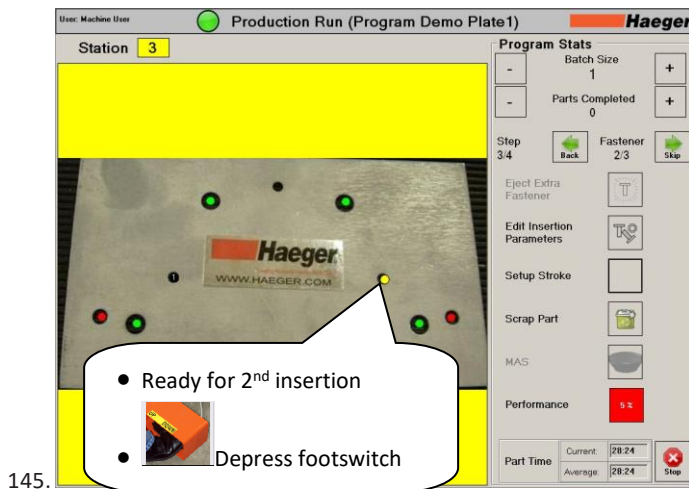 User: Machine User
Production Run (Program Demo Plate1)
Haeger
Station 3
Program Stats
Batch Size
1
-
+
Parts Completed
0
-
+
Step
3/4
Back
Fastener
2/3
Skip
Eject Extra
Fastener
T
Edit Insertion
Parameters
Setup Stroke
Scrap Part
MAS
Performance
5 %
Part Time
Current: 28:24
Average: 28:24
Stop
Haeger
WWW.HAEGER.COM
1
• Ready for 2nd insertion
UP DOWN
• Depress footswitch
145.